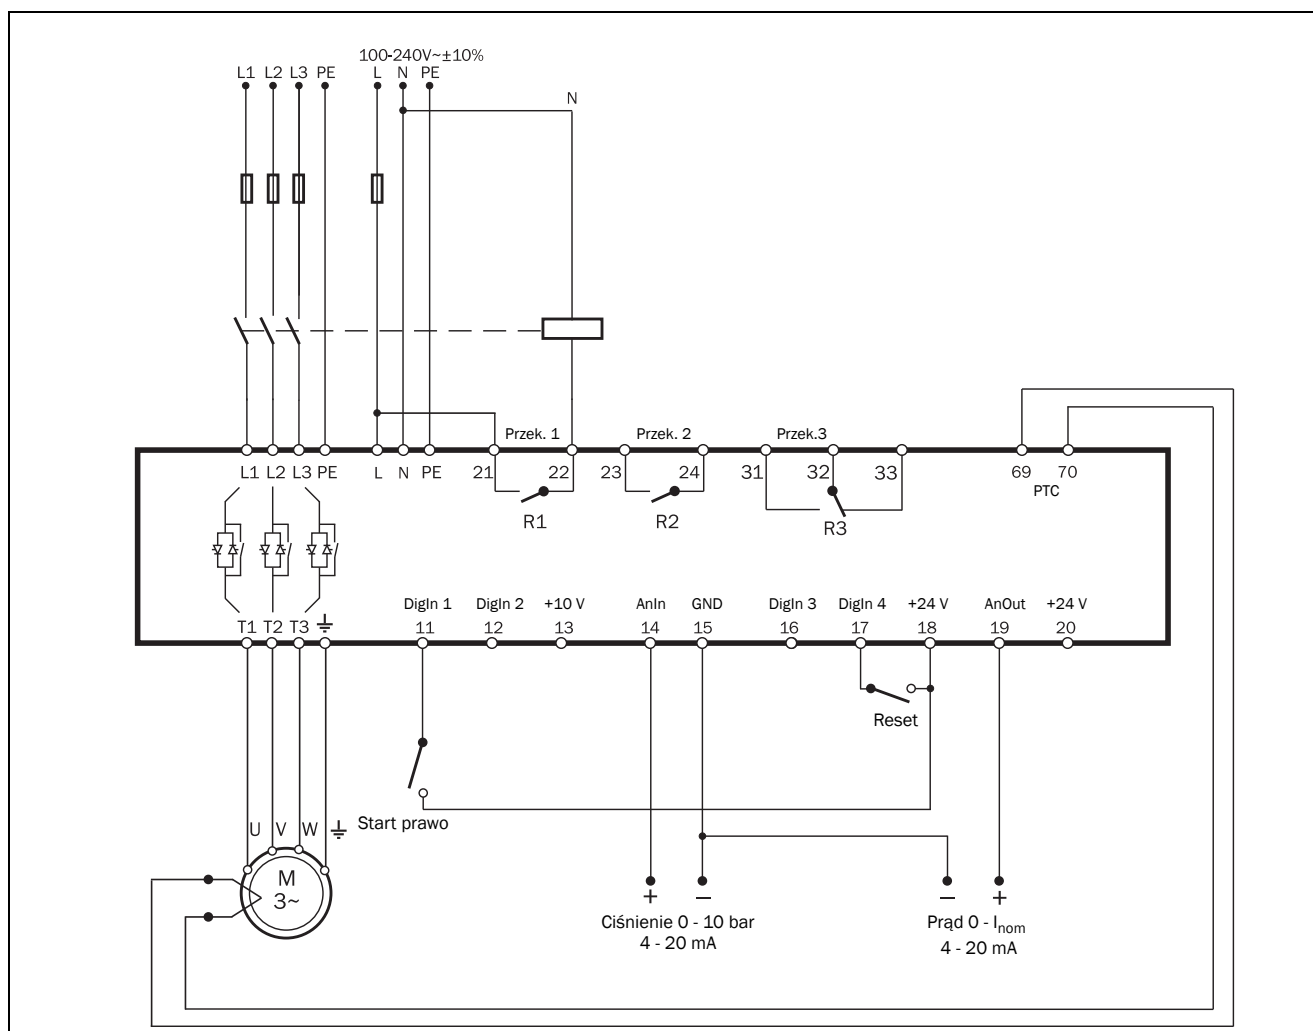 100-240V~±10%
L1 L2 L3 PE L N PE
N
Przek. 1 Przek. 2 Przek.3
L1 L2 L3 PE L N PE 21 22 23 24 31 32 33 69 70
PTC
R1 R2 R3
DigIn 1 DigIn 2 +10 V AnIn GND DigIn 3 DigIn 4 +24 V AnOut +24 V
T1 T2 T3 11 12 13 14 15 16 17 18 19 20
Reset
Start prawo
U V W
M
3~
+ – – +
Ciśnienie 0 - 10 bar Prąd 0 - Inom
4 - 20 mA 4 - 20 mA